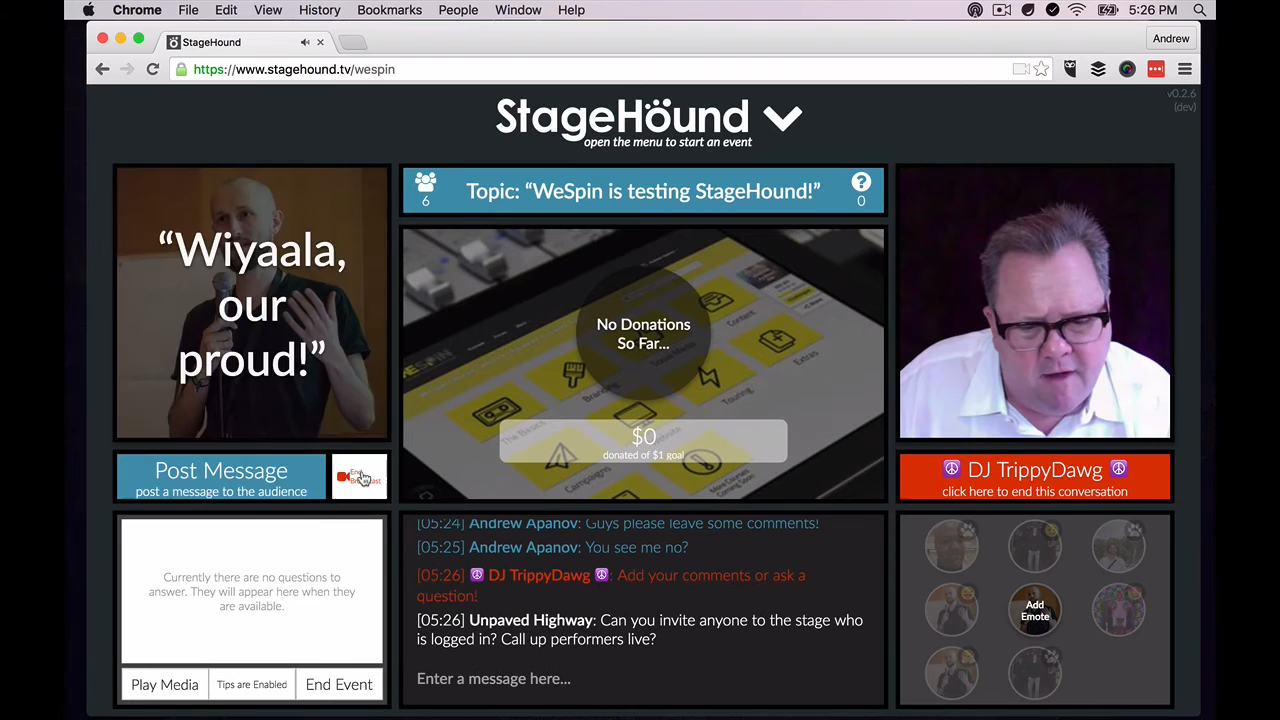 Chrome File Edit View History Bookmarks People Window Help 5:26 PM
StageHound
Andrew
https://www.stagehound.tv/wespin
v0.2.6
(dev)
StageHöund
open the menu to start an event
“Wiyaala,
our
proud!”
6
Topic: “WeSpin is testing StageHound!”
0
No Donations
So Far...
$0
donated of $1 goal
Content
Extras
Touring
Campaigns
Post Message
post a message to the audience
End
DJ TrippyDawg
click here to end this conversation
Currently there are no questions to
answer. They will appear here when they
are available.
Play Media
Tips are Enabled
End Event
[05:24] Andrew Apanov: Guys please leave some comments!
[05:25] Andrew Apanov: You see me no?
[05:26] DJ TrippyDawg : Add your comments or ask a
question!
[05:26] Unpaved Highway: Can you invite anyone to the stage who
is logged in? Call up performers live?
Enter a message here...
Add
Emote